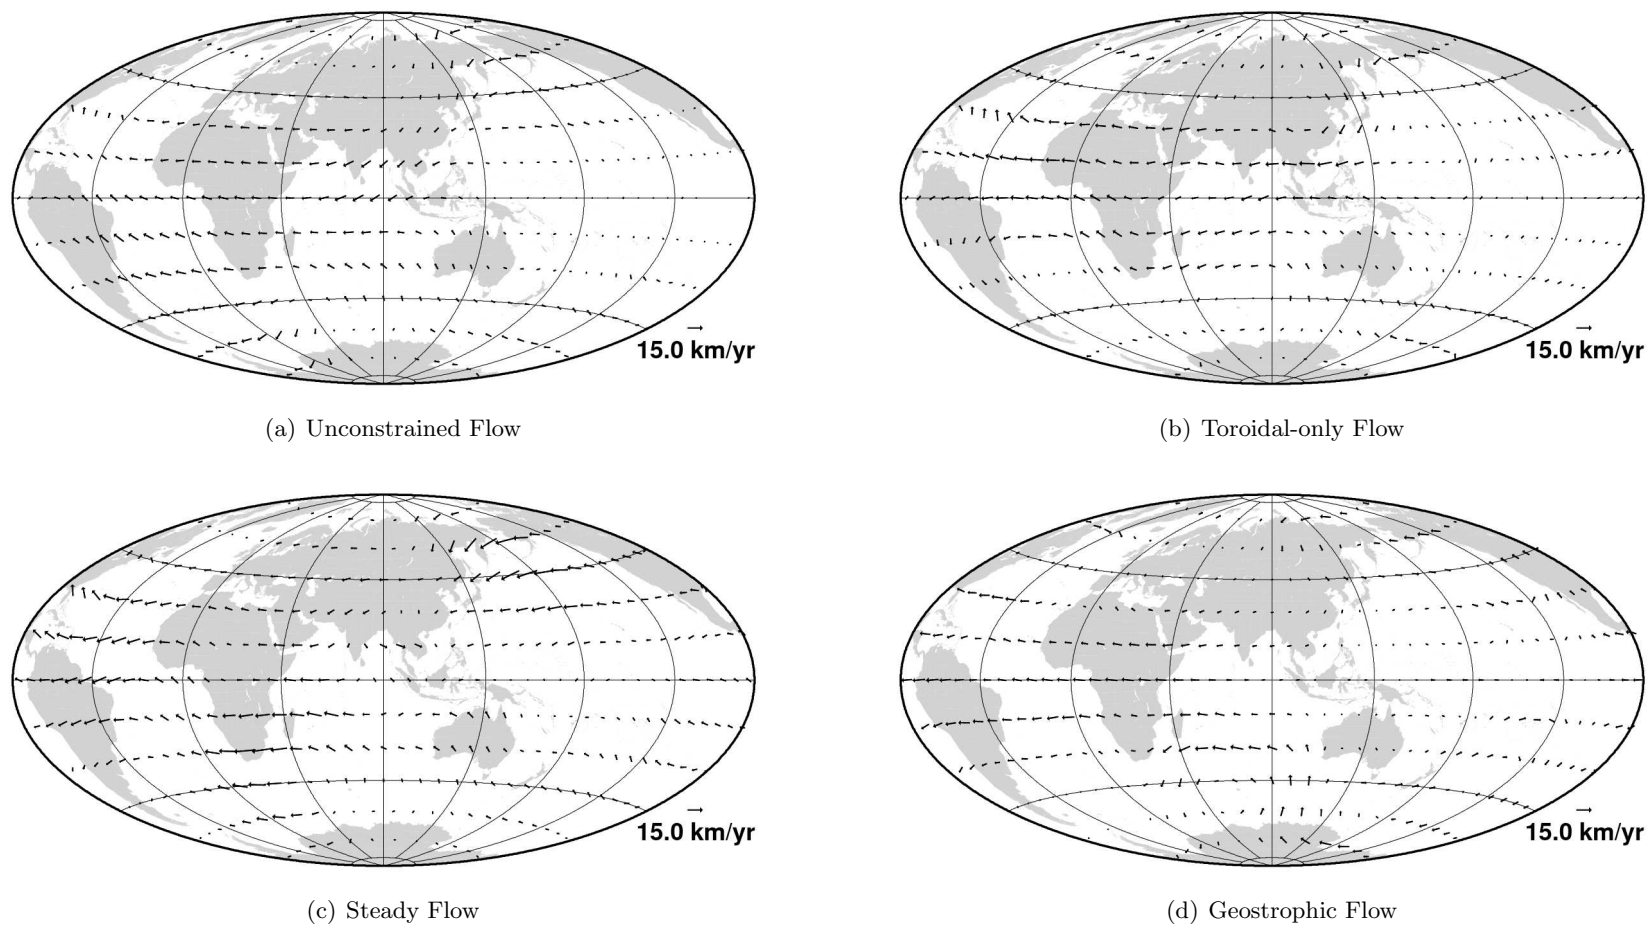 15.0 km/yr
15.0 km/yr
(a) Unconstrained Flow
(b) Toroidal-only Flow
15.0 km/yr
15.0 km/yr
(c) Steady Flow
(d) Geostrophic Flow